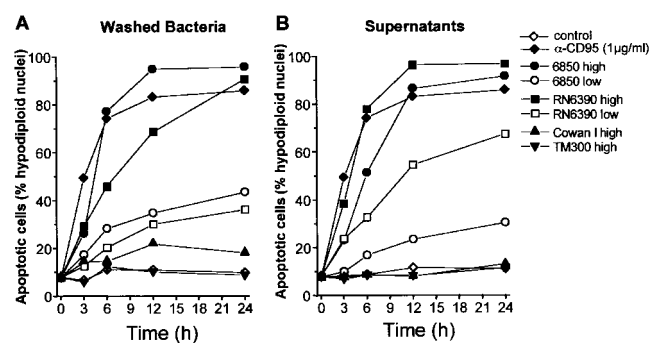 A Washed Bacteria
Apoptotic cells (% hypodiploid nuclei)
100
80
60
40
20
10
0
0 3 6 9 12 15 18 21 24
Time (h)
B Supernatants
Apoptotic cells (% hypodiploid nuclei)
100
80
60
40
20
10
0
0 3 6 9 12 15 18 21 24
Time (h)
control
α-CD95 (1µg/ml)
6850 high
6850 low
RN6390 high
RN6390 low
Cowan I high
TM300 high